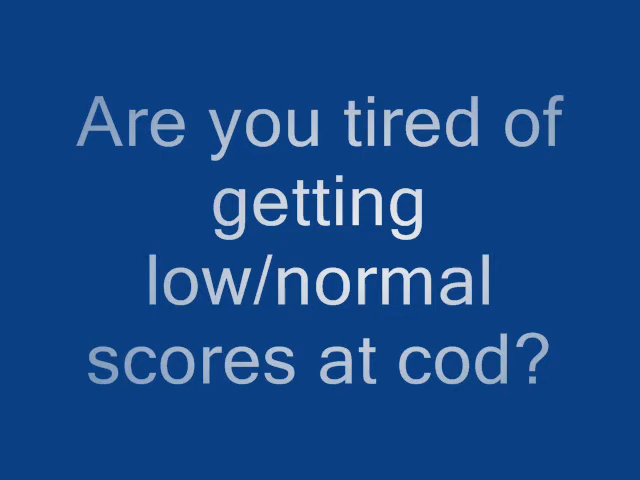 Are you tired of
getting
low/normal
scores at cod?